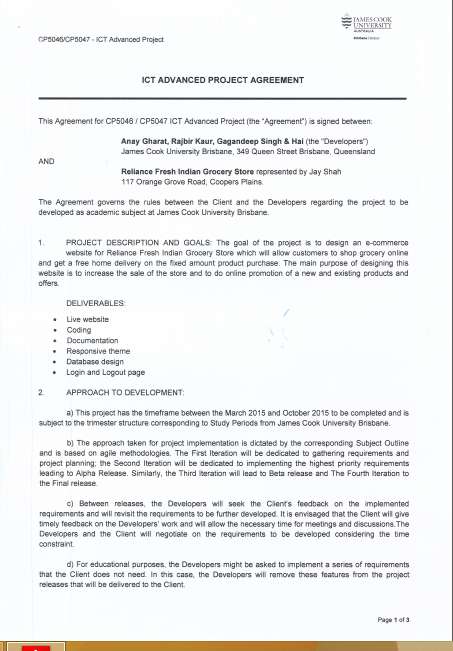 JAMES COOK
UNIVERSITY
AUSTRALIA
Brisbane Campus
CP5046/CP5047 - ICT Advanced Project
ICT ADVANCED PROJECT AGREEMENT
This Agreement for CP5046 / CP5047 ICT Advanced Project (the "Agreement") is signed between:
Anay Gharat, Rajbir Kaur, Gagandeep Singh & Hai (the "Developers")
James Cook University Brisbane, 349 Queen Street Brisbane, Queensland
AND
Reliance Fresh Indian Grocery Store represented by Jay Shah
117 Orange Grove Road, Coopers Plains.
The Agreement governs the rules between the Client and the Developers regarding the project to be
developed as academic subject at James Cook University Brisbane.
1. PROJECT DESCRIPTION AND GOALS: The goal of the project is to design an e-commerce
website for Reliance Fresh Indian Grocery Store which will allow customers to shop grocery online
and get a free home delivery on the fixed amount product purchase. The main purpose of designing this
website is to increase the sale of the store and to do online promotion of a new and existing products and
offers.
DELIVERABLES:
• Live website
• Coding
• Documentation
• Responsive theme
• Database design
• Login and Logout page
2. APPROACH TO DEVELOPMENT:
a) This project has the timeframe between the March 2015 and October 2015 to be completed and is
subject to the trimester structure corresponding to Study Periods from James Cook University Brisbane.
b) The approach taken for project implementation is dictated by the corresponding Subject Outline
and is based on agile methodologies. The First Iteration will be dedicated to gathering requirements and
project planning; the Second Iteration will be dedicated to implementing the highest priority requirements
leading to Alpha Release. Similarly, the Third Iteration will lead to Beta release and The Fourth Iteration to
the Final release.
c) Between releases, the Developers will seek the Client's feedback on the implemented
requirements and will revisit the requirements to be further developed. It is envisaged that the Client will give
timely feedback on the Developers' work and will allow the necessary time for meetings and discussions.The
Developers and the Client will negotiate on the requirements to be developed considering the time
constraint.
d) For educational purposes, the Developers might be asked to implement a series of requirements
that the Client does not need. In this case, the Developers will remove these features from the project
releases that will be delivered to the Client.
Page 1 of 3